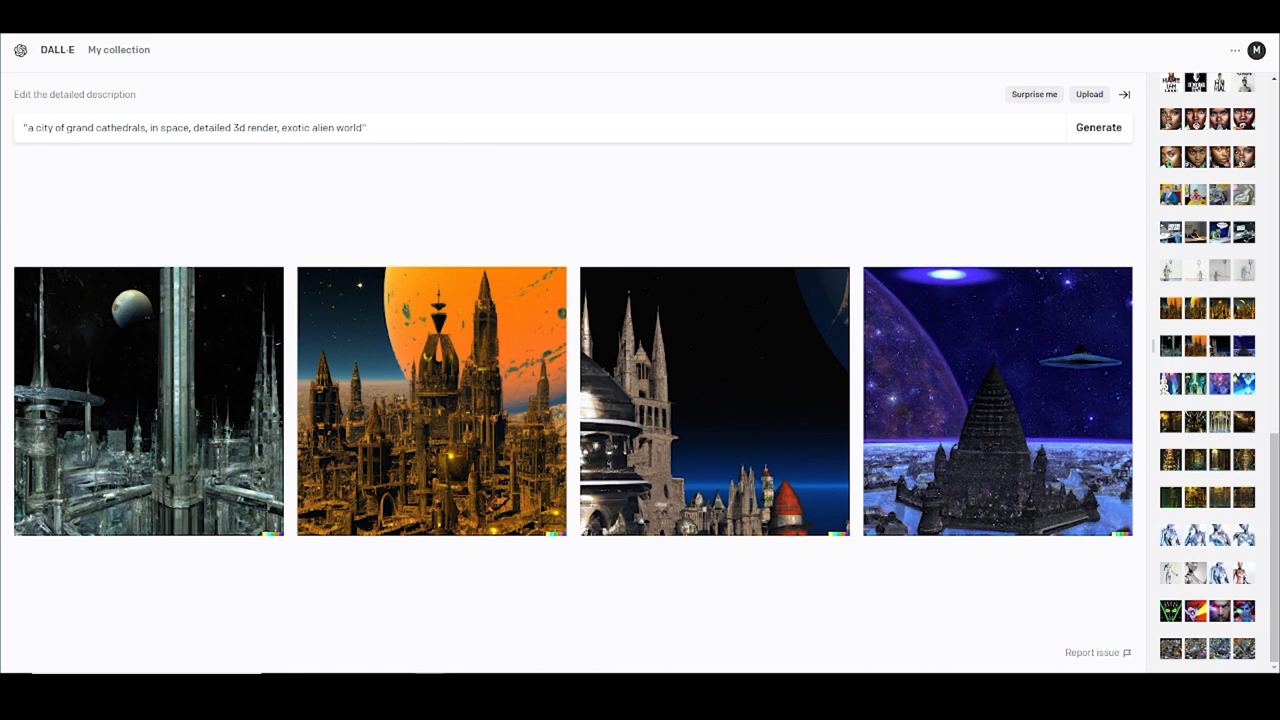 DALL·E My collection
··· M
Edit the detailed description
Surprise me Upload
"a city of grand cathedrals, in space, detailed 3d render, exotic alien world"
Generate
Report issue